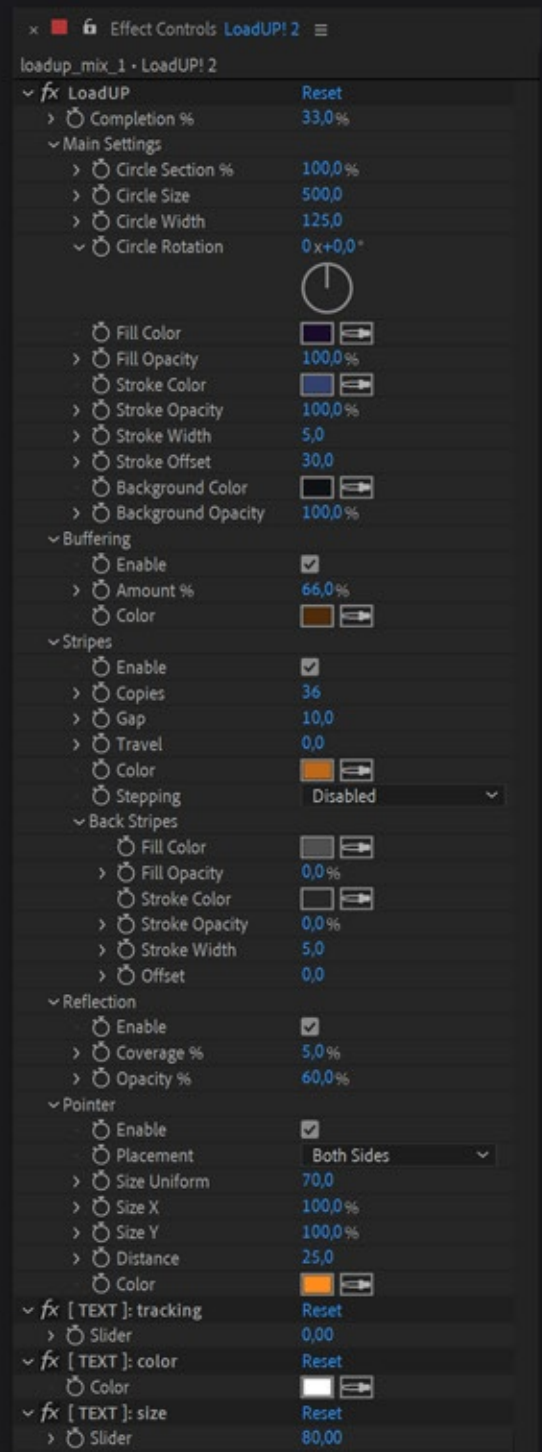 Effect Controls LoadUP! 2
loadup_mix_1 • LoadUP! 2
fx LoadUP Reset
Completion % 33,0%
Main Settings
Circle Section % 100,0%
Circle Size 500,0
Circle Width 125,0
Circle Rotation 0x+0,0°
Fill Color
Fill Opacity 100,0%
Stroke Color
Stroke Opacity 100,0%
Stroke Width 5,0
Stroke Offset 30,0
Background Color
Background Opacity 100,0%
Buffering
Enable
Amount % 66,0%
Color
Stripes
Enable
Copies 36
Gap 10,0
Travel 0,0
Color
Stepping Disabled
Back Stripes
Fill Color
Fill Opacity 0,0%
Stroke Color
Stroke Opacity 0,0%
Stroke Width 5,0
Offset 0,0
Reflection
Enable
Coverage % 5,0%
Opacity % 60,0%
Pointer
Enable
Placement Both Sides
Size Uniform 70,0
Size X 100,0%
Size Y 100,0%
Distance 25,0
Color
fx [ TEXT ]: tracking Reset
Slider 0,00
fx [ TEXT ]: color Reset
Color
fx [ TEXT ]: size Reset
Slider 80,00